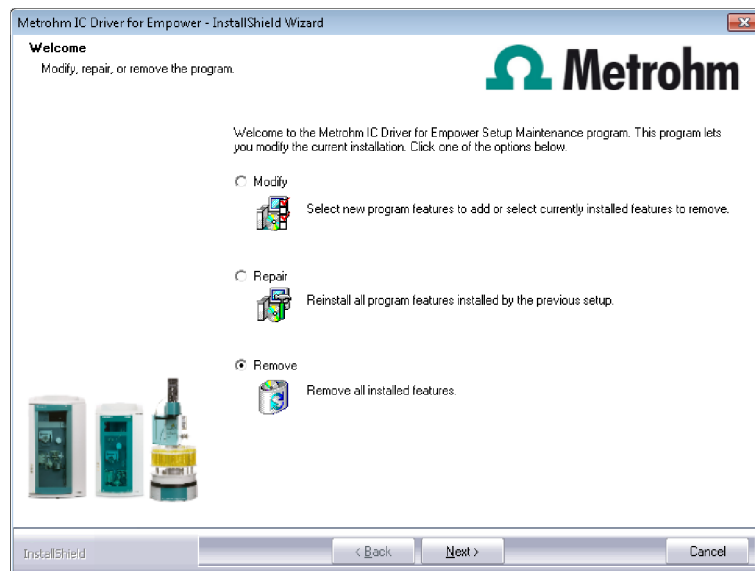 Metrohm IC Driver for Empower - InstallShield Wizard
Welcome
Modify, repair, or remove the program.
Metrohm
Welcome to the Metrohm IC Driver for Empower Setup Maintenance program. This program lets
you modify the current installation. Click one of the options below.
Modify
Select new program features to add or select currently installed features to remove.
Repair
Reinstall all program features installed by the previous setup.
Remove
Remove all installed features.
InstallShield
< Back
Next >
Cancel